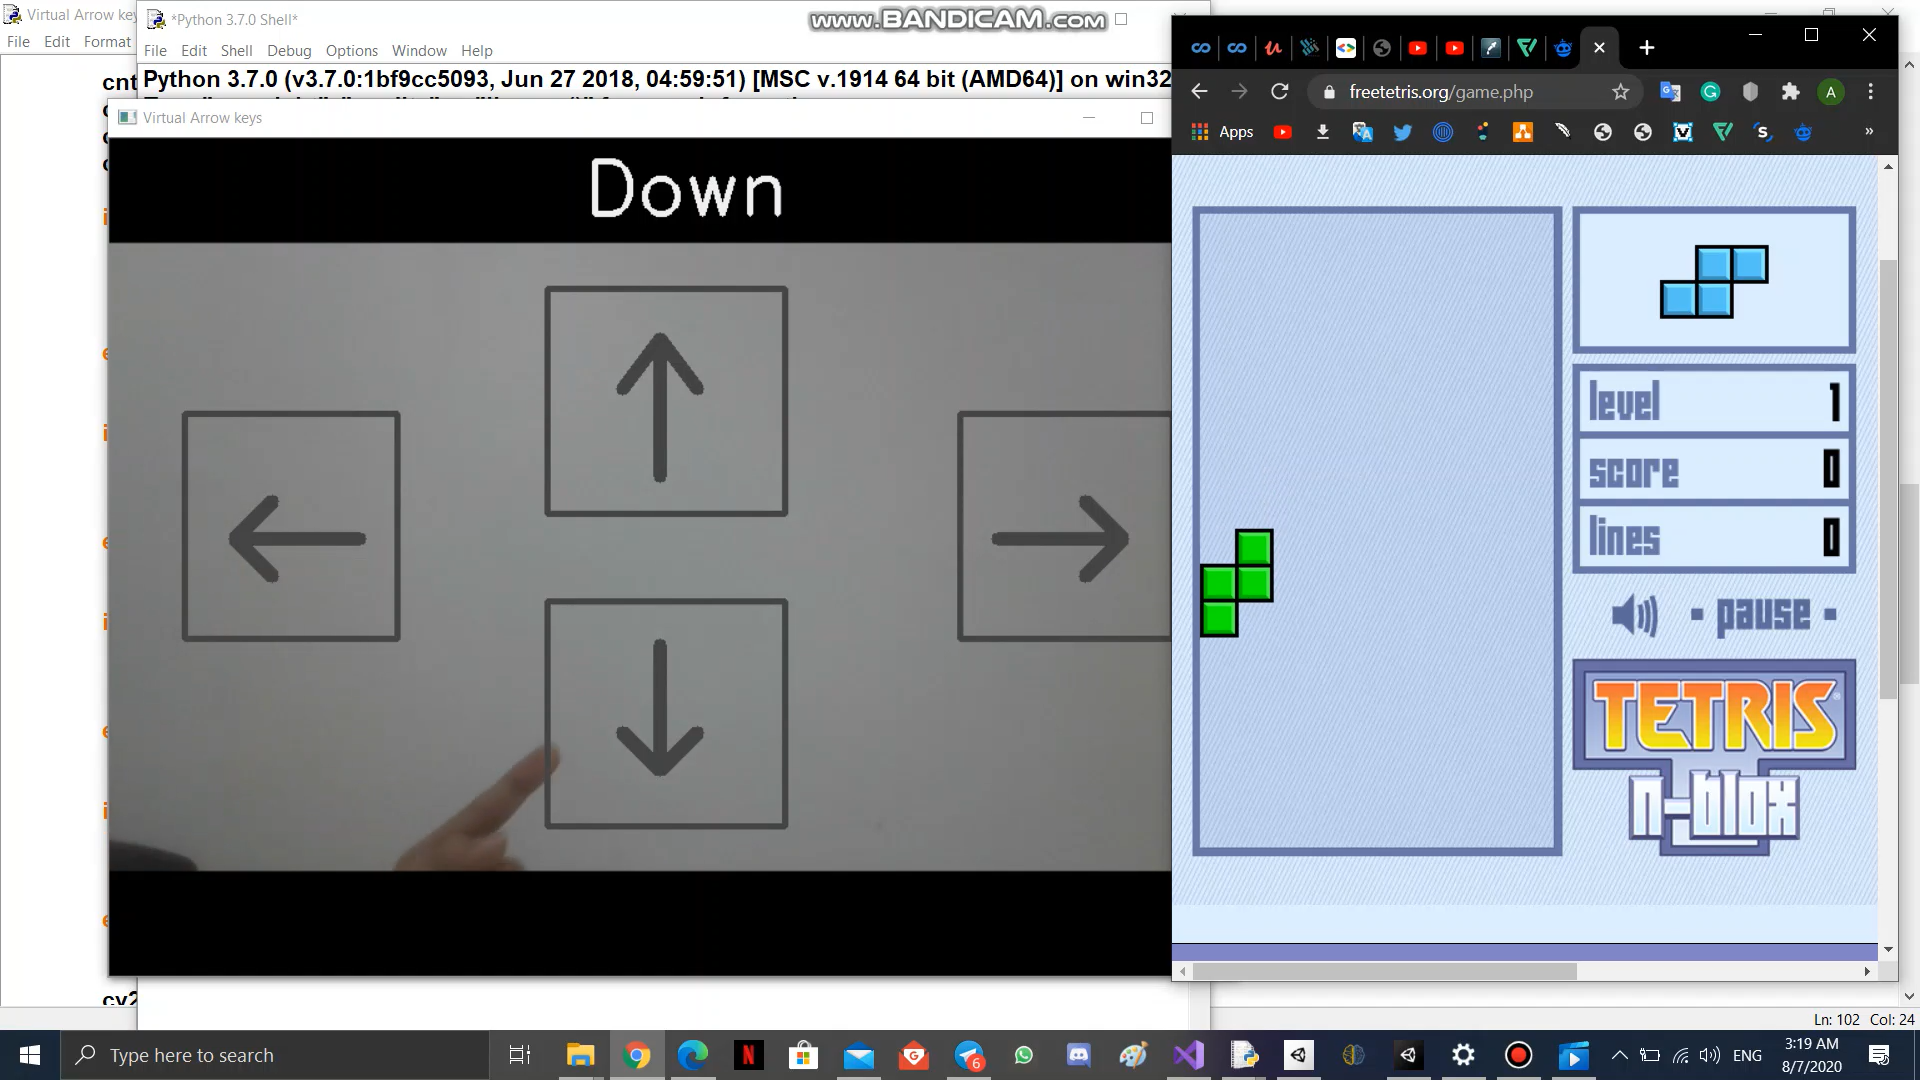 Virtual Arrow key
File Edit Format
*Python 3.7.0 Shell*
www.BANDICAM.com
File Edit Shell Debug Options Window Help
Python 3.7.0 (v3.7.0:1bf9cc5093, Jun 27 2018, 04:59:51) [MSC v.1914 64 bit (AMD64)] on win32
cnt
Virtual Arrow keys
Down
freetetris.org/game.php
A
Apps
»
level 1
score 0
lines 0
- pause -
TETRIS
n-blox
cv2
Ln: 102 Col: 24
Type here to search
6
ENG
3:19 AM
8/7/2020